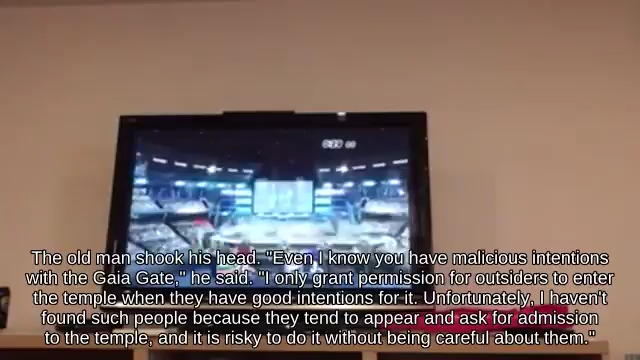 The old man shook his head. "Even I know you have malicious intentions
with the Gaia Gate," he said. "I only grant permission for outsiders to enter
the temple when they have good intentions for it. Unfortunately, I haven't
found such people because they tend to appear and ask for admission
to the temple, and it is risky to do it without being careful about them."